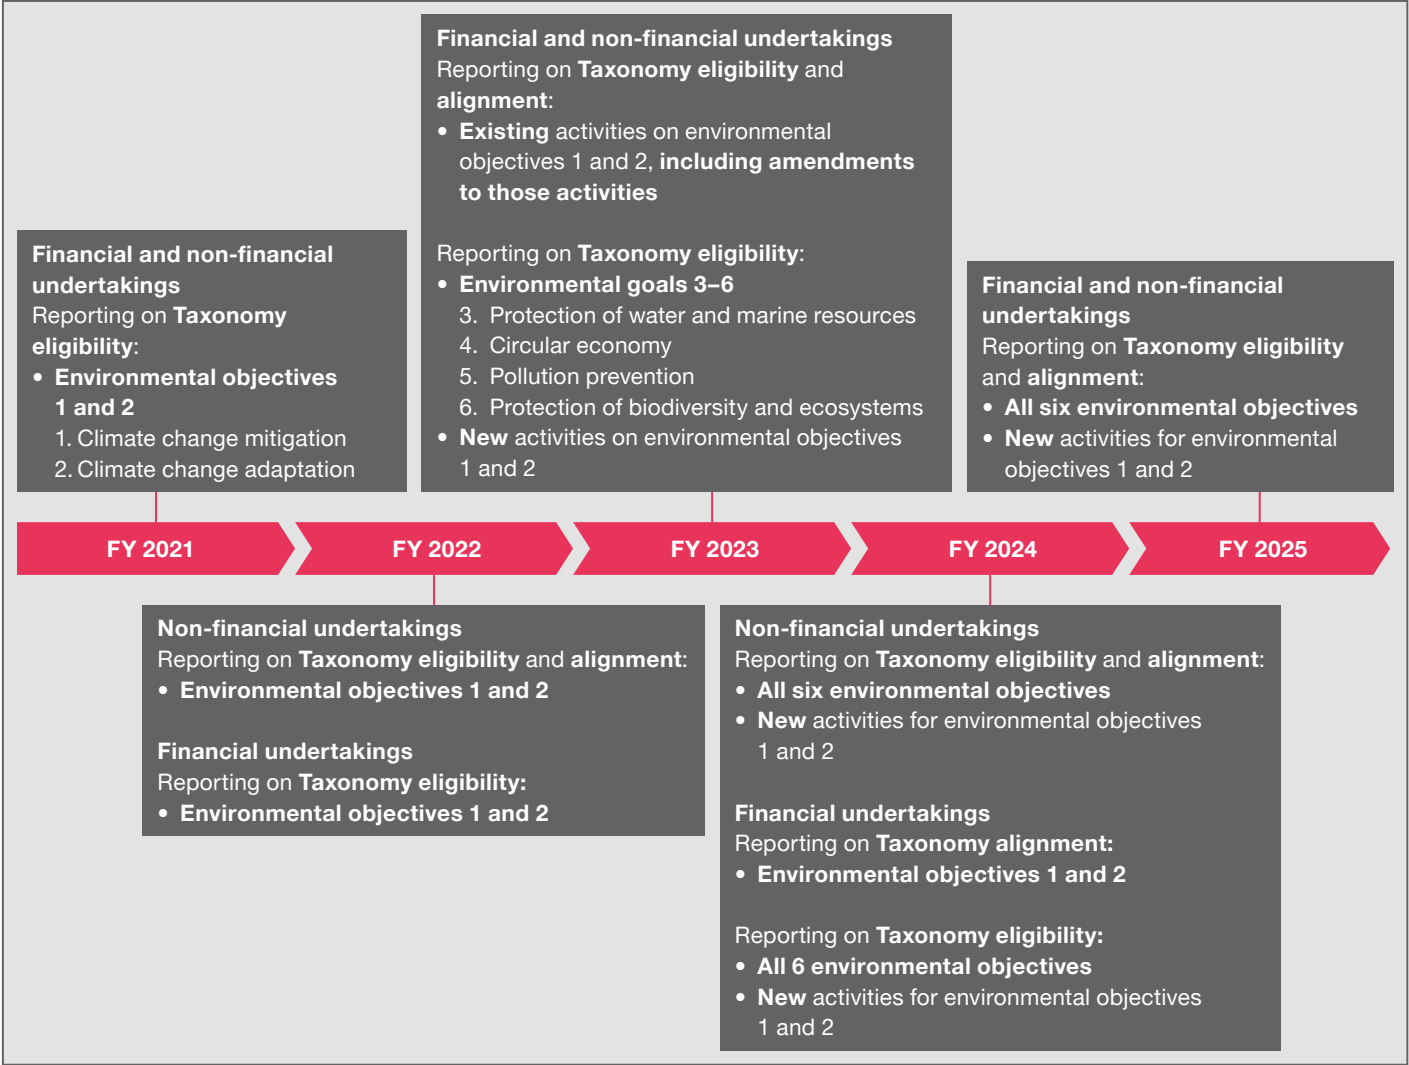 Financial and non-financial
undertakings
Reporting on Taxonomy
eligibility:
• Environmental objectives
1 and 2
1. Climate change mitigation
2. Climate change adaptation
Financial and non-financial undertakings
Reporting on Taxonomy eligibility and
alignment:
• Existing activities on environmental
objectives 1 and 2, including amendments
to those activities
Reporting on Taxonomy eligibility:
• Environmental goals 3–6
3. Protection of water and marine resources
4. Circular economy
5. Pollution prevention
6. Protection of biodiversity and ecosystems
• New activities on environmental objectives
1 and 2
Financial and non-financial
undertakings
Reporting on Taxonomy eligibility
and alignment:
• All six environmental objectives
• New activities for environmental
objectives 1 and 2
FY 2021
FY 2022
FY 2023
FY 2024
FY 2025
Non-financial undertakings
Reporting on Taxonomy eligibility and alignment:
• Environmental objectives 1 and 2
Financial undertakings
Reporting on Taxonomy eligibility:
• Environmental objectives 1 and 2
Non-financial undertakings
Reporting on Taxonomy eligibility and alignment:
• All six environmental objectives
• New activities for environmental objectives
1 and 2
Financial undertakings
Reporting on Taxonomy alignment:
• Environmental objectives 1 and 2
Reporting on Taxonomy eligibility:
• All 6 environmental objectives
• New activities for environmental objectives
1 and 2